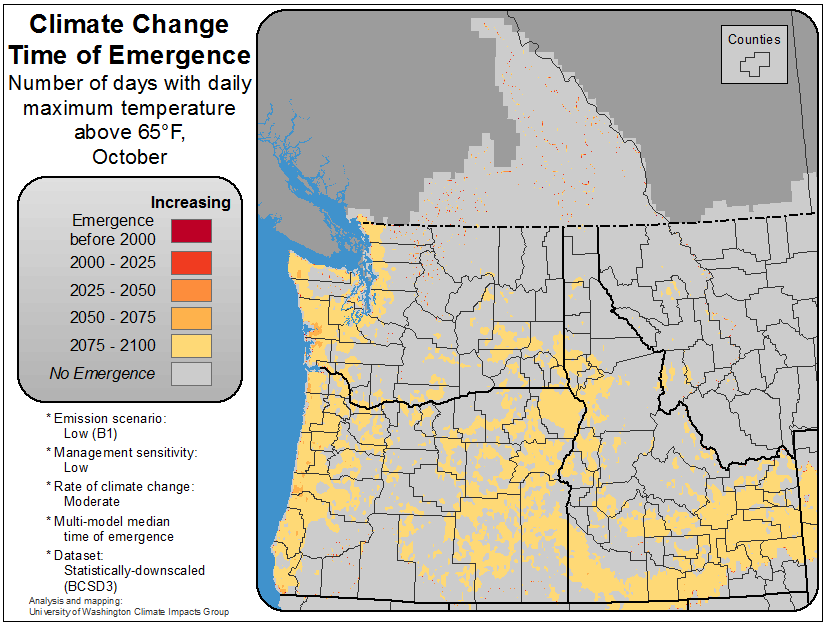 Climate Change
Time of Emergence
Number of days with daily
maximum temperature
above 65°F,
October
Increasing
Emergence
before 2000
2000 - 2025
2025 - 2050
2050 - 2075
2075 - 2100
No Emergence
* Emission scenario:
Low (B1)
* Management sensitivity:
Low
* Rate of climate change:
Moderate
* Multi-model median
time of emergence
* Dataset:
Statistically-downscaled
(BCSD3)
Analysis and mapping:
University of Washington Climate Impacts Group
Counties